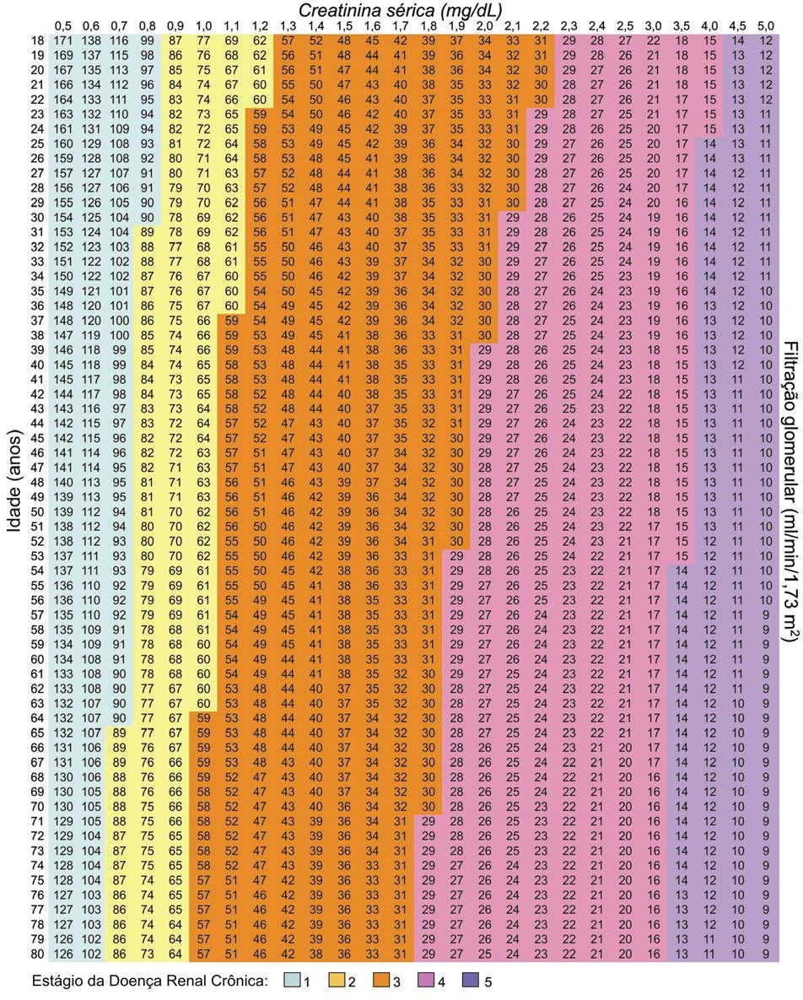 Creatinina sérica (mg/dL)
0,5 0,6 0,7 0,8 0,9 1,0 1,1 1,2 1,3 1,4 1,5 1,6 1,7 1,8 1,9 2,0 2,1 2,2 2,3 2,4 2,4 3,0 3,5 4,0 4,5 5,0
18 171 138 116 99 87 77 69 62 57 52 48 45 42 39 37 34 33 31 29 28 27 22 18 15 14 12
19 169 137 115 98 86 76 68 62 56 51 48 44 41 39 36 34 32 31 29 28 26 21 18 15 13 12
20 167 135 113 97 85 75 67 61 56 51 47 44 41 38 36 34 32 30 29 27 26 21 18 15 13 12
21 166 134 112 96 84 74 67 60 55 50 47 43 40 38 35 33 32 30 28 27 26 21 18 15 13 12
22 164 133 111 95 83 74 66 60 54 50 46 43 40 37 35 33 31 30 28 27 26 21 17 15 13 12
23 163 132 110 94 82 73 65 59 54 50 46 42 40 37 35 33 31 29 28 27 25 21 17 15 13 11
24 161 131 109 94 82 72 65 59 53 49 45 42 39 37 35 33 31 29 28 26 25 20 17 15 13 11
25 160 129 108 93 81 72 64 58 53 49 45 42 39 36 34 32 30 29 27 26 25 20 17 14 13 11
26 159 128 108 92 80 71 64 58 53 48 45 41 39 36 34 32 30 29 27 26 25 20 17 14 13 11
27 157 127 107 91 80 71 63 57 52 48 44 41 38 36 34 32 30 28 27 26 25 20 17 14 12 11
28 156 127 106 91 79 70 63 57 52 48 44 41 38 36 33 32 30 28 27 26 24 20 17 14 12 11
29 155 126 105 90 79 70 62 56 51 47 44 41 38 35 33 31 30 28 27 25 24 20 16 14 12 11
30 154 125 104 90 78 69 62 56 51 47 43 40 38 35 33 31 29 28 26 25 24 19 16 14 12 11
31 153 124 104 89 78 69 62 56 51 47 43 40 37 35 33 31 29 28 26 25 24 19 16 14 12 11
32 152 123 103 88 77 68 61 55 50 46 43 40 37 35 33 31 29 27 26 25 24 19 16 14 12 11
33 151 122 102 88 77 68 61 55 50 46 43 39 37 34 32 30 29 27 26 25 24 19 16 14 12 11
34 150 122 102 87 76 67 60 55 50 46 42 39 37 34 32 30 29 27 26 25 23 19 16 14 12 11
35 149 121 101 87 76 67 60 54 50 45 42 39 36 34 32 30 28 27 26 25 23 19 16 14 12 10
36 148 120 101 86 75 67 60 54 49 45 42 39 36 34 32 30 28 27 26 24 23 19 16 13 12 10
37 148 120 100 86 75 66 59 54 49 45 42 39 36 34 32 30 28 27 25 24 23 19 16 13 12 10
38 147 119 100 85 74 66 59 53 49 45 41 38 36 33 31 30 28 27 25 24 23 19 16 13 12 10
39 146 118 99 85 74 66 59 53 48 44 41 38 36 33 31 29 28 26 25 24 23 19 15 13 12 10
40 145 118 99 84 74 65 58 53 48 44 41 38 35 33 31 29 28 26 25 24 23 18 15 13 12 10
41 145 117 98 84 73 65 58 53 48 44 41 38 35 33 31 29 28 26 25 24 23 18 15 13 11 10
42 144 117 98 84 73 65 58 52 48 44 40 38 35 33 31 29 27 26 25 24 22 18 15 13 11 10
43 143 116 97 83 73 64 58 52 48 44 40 37 35 33 31 29 27 26 25 24 22 18 15 13 11 10
44 142 115 97 83 72 64 57 52 47 43 40 37 35 33 31 29 27 26 24 23 22 18 15 13 11 10
45 142 115 96 82 72 64 57 52 47 43 40 37 35 32 30 29 27 26 24 23 22 18 15 13 11 10
46 141 114 96 82 72 63 57 51 47 43 40 37 34 32 30 29 27 26 24 23 22 18 15 13 11 10
47 141 114 95 82 71 63 57 51 47 43 40 37 34 32 30 28 27 26 24 23 22 18 15 13 11 10
48 140 113 95 81 71 63 56 51 46 43 39 37 34 32 30 28 27 25 24 23 22 18 15 13 11 10
49 139 113 95 81 71 63 56 51 46 42 39 36 34 32 30 28 26 25 24 23 22 18 15 13 11 10
50 139 112 94 81 70 62 56 51 46 42 39 36 34 32 30 28 26 25 24 23 22 18 15 13 11 10
51 138 112 94 80 70 62 56 50 46 42 39 36 34 32 30 28 26 25 24 23 22 18 15 13 11 10
52 138 112 93 80 70 62 55 50 46 42 39 36 34 31 30 28 26 25 24 23 21 17 15 12 11 10
53 137 111 93 80 70 62 55 50 46 42 39 36 33 31 29 28 26 25 24 22 21 17 15 12 11 10
54 137 111 93 79 69 61 55 50 45 42 38 36 33 31 29 28 26 25 23 22 21 17 14 12 11 10
55 136 110 92 79 69 61 55 50 45 41 38 36 33 31 29 27 26 25 23 22 21 17 14 12 11 10
56 136 110 92 79 69 61 55 49 45 41 38 35 33 31 29 27 26 25 23 22 21 17 14 12 11 10
57 135 110 92 79 69 61 54 49 45 41 38 35 33 31 29 27 26 24 23 22 21 17 14 12 11 9
58 135 109 91 78 68 61 54 49 45 41 38 35 33 31 29 27 26 24 23 22 21 17 14 12 11 9
59 134 109 91 78 68 60 54 49 45 41 38 35 33 31 29 27 26 24 23 22 21 17 14 12 11 9
60 134 108 91 78 68 60 54 49 44 41 38 35 33 31 29 27 26 24 23 22 21 17 14 12 11 9
61 133 108 90 78 68 60 54 49 44 41 38 35 32 30 29 27 25 24 23 22 21 17 14 12 11 9
62 133 108 90 77 68 60 53 48 44 40 37 35 32 30 28 27 25 24 23 22 21 17 14 12 11 9
63 132 107 90 77 67 60 53 48 44 40 37 35 32 30 28 27 25 24 23 22 21 17 14 12 10 9
64 132 107 90 77 67 59 53 48 44 40 37 34 32 30 28 27 25 24 23 22 21 17 14 12 10 9
65 132 107 89 77 67 59 53 48 44 40 37 34 32 30 28 27 25 24 23 22 21 17 14 12 10 9
66 131 106 89 76 67 59 53 48 44 40 37 34 32 30 28 26 25 24 23 21 20 17 14 12 10 9
67 131 106 89 76 66 59 53 48 43 40 37 34 32 30 28 26 25 24 22 21 20 17 14 12 10 9
68 130 106 88 76 66 59 52 47 43 40 37 34 32 30 28 26 25 24 22 21 20 16 14 12 10 9
69 130 105 88 76 66 58 52 47 43 40 37 34 32 30 28 26 25 24 22 21 20 16 14 12 10 9
70 130 105 88 75 66 58 52 47 43 40 36 34 32 30 28 26 25 23 22 21 20 16 14 12 10 9
71 129 105 88 75 66 58 52 47 43 39 36 34 31 29 28 26 25 23 22 21 20 16 14 12 10 9
72 129 104 87 75 65 58 52 47 43 39 36 34 31 29 28 26 25 23 22 21 20 16 14 12 10 9
73 129 104 87 75 65 58 52 47 43 39 36 33 31 29 28 26 25 23 22 21 20 16 14 12 10 9
74 128 104 87 75 65 58 52 47 43 39 36 33 31 29 27 26 24 23 22 21 20 16 14 12 10 9
75 128 104 87 74 65 57 51 47 42 39 36 33 31 29 27 26 24 23 22 21 20 16 14 12 10 9
76 127 103 86 74 65 57 51 46 42 39 36 33 31 29 27 26 24 23 22 21 20 16 13 12 10 9
77 127 103 86 74 65 57 51 46 42 39 36 33 31 29 27 26 24 23 22 21 20 16 13 12 10 9
78 127 103 86 74 64 57 51 46 42 39 36 33 31 29 27 26 24 23 22 21 20 16 13 12 10 9
79 126 102 86 74 64 57 51 46 42 39 36 33 31 29 27 26 24 23 22 21 20 16 13 11 10 9
80 126 102 86 73 64 57 51 46 42 38 36 33 31 29 27 25 24 23 22 21 20 16 13 11 10 9
Idade (anos)
Filtração glomerular (ml/min/1,73 m²)
Estágio da Doença Renal Crônica: 1 2 3 4 5